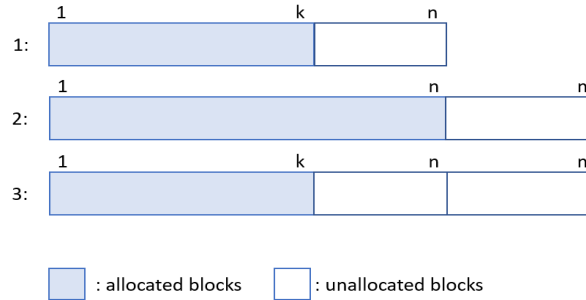 1 k n
1:
1 n n
2:
1 k n n
3:
: allocated blocks : unallocated blocks